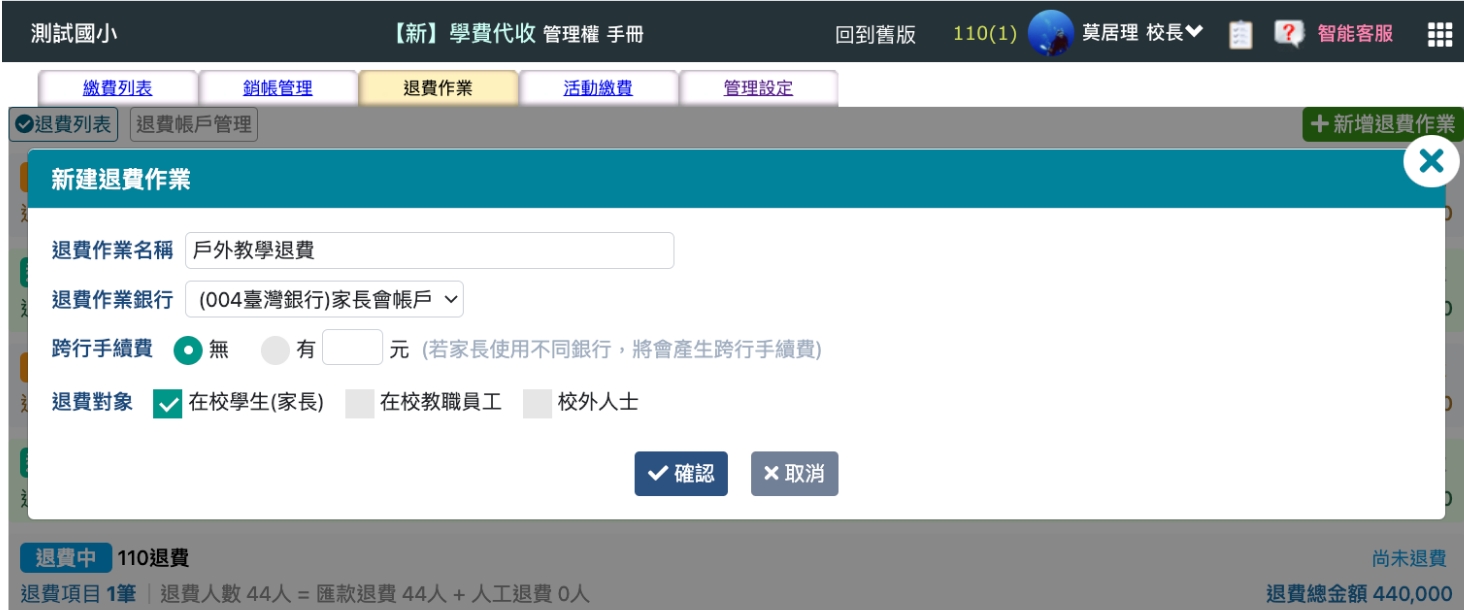 測試國小 【新】學費代收 管理權 手冊 回到舊版 110(1) 莫居理 校長 智能客服
繳費列表 銷帳管理 退費作業 活動繳費 管理設定
退費列表 退費帳戶管理 新增退費作業
新建退費作業
退費作業名稱 戶外教學退費
退費作業銀行 (004臺灣銀行)家長會帳戶
跨行手續費 無 有 元 (若家長使用不同銀行，將會產生跨行手續費)
退費對象 在校學生(家長) 在校教職員工 校外人士
確認 取消
退費中 110退費 尚未退費
退費項目 1筆 退費人數 44人 = 匯款退費 44人 + 人工退費 0人 退費總金額 440,000